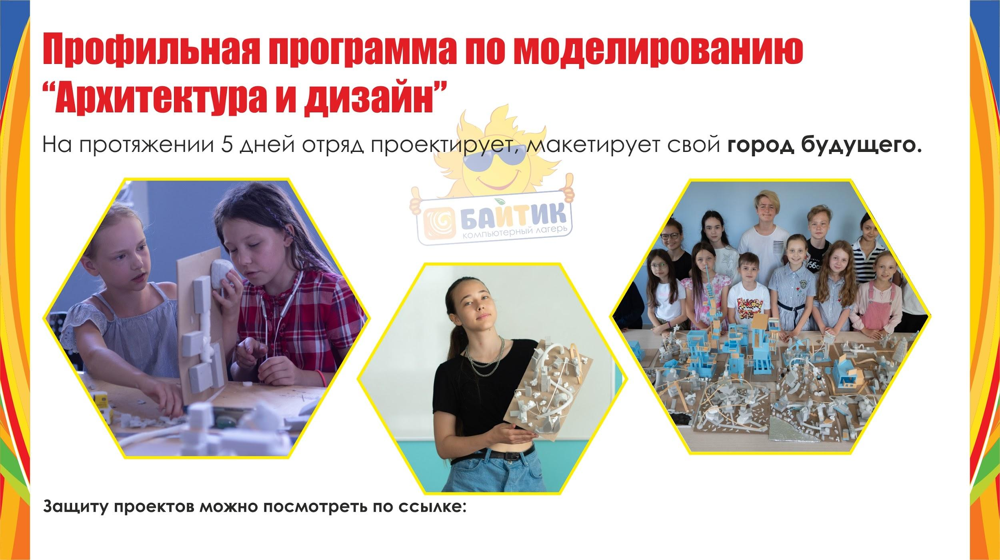 Профильная программа по моделированию
“Архитектура и дизайн”
На протяжении 5 дней отряд проектирует, макетирует свой город будущего.
БАЙТИК
компьютерный лагерь
Защиту проектов можно посмотреть по ссылке: